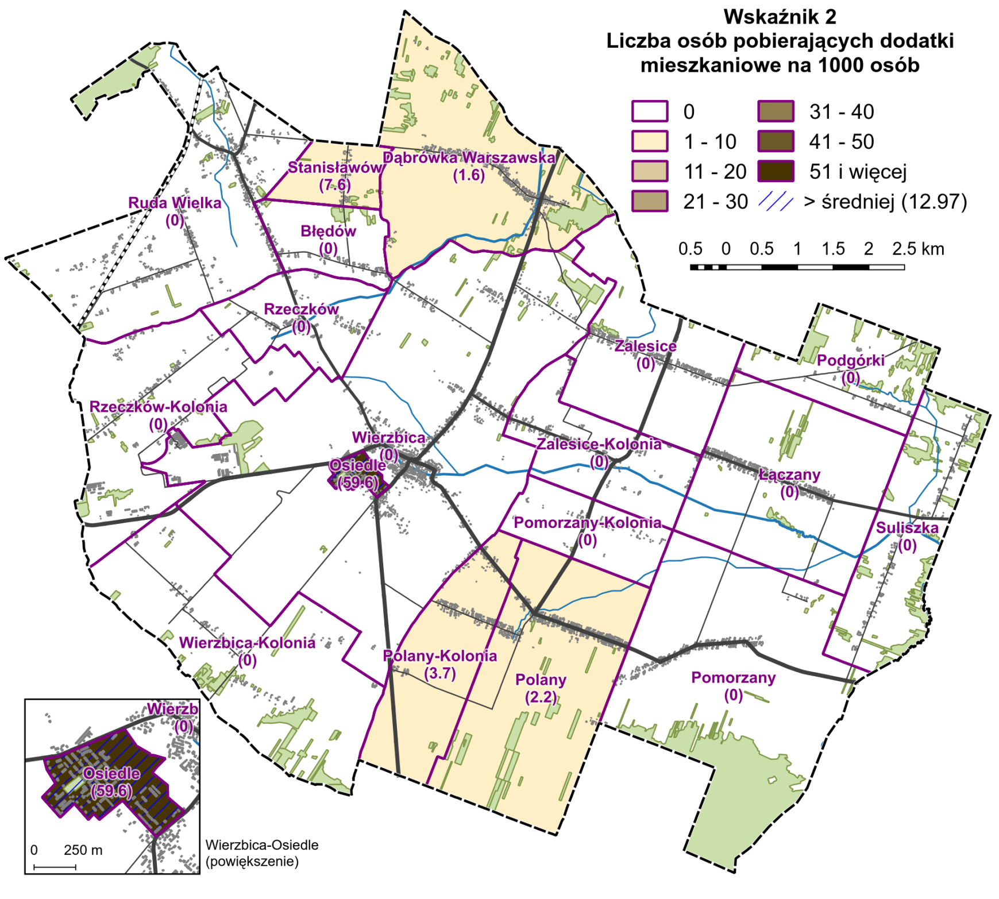 Wskaźnik 2
Liczba osób pobierających dodatki
mieszkaniowe na 1000 osób
0
1 - 10
11 - 20
21 - 30
31 - 40
41 - 50
51 i więcej
> średniej (12.97)
0.5 0 0.5 1 1.5 2 2.5 km
Dąbrówka Warszawska
(1.6)
Stanisławów
(7.6)
Ruda Wielka
(0)
Błędów
(0)
Rzeczków
(0)
Zalesice
(0)
Podgórki
(0)
Rzeczków-Kolonia
(0)
Wierzbica
(0)
Osiedle
(59.6)
Zalesice-Kolonia
(0)
Łączany
(0)
Pomorzany-Kolonia
(0)
Suliszka
(0)
Wierzbica-Kolonia
(0)
Polany-Kolonia
(3.7)
Polany
(2.2)
Pomorzany
(0)
Wierzb
(0)
Osiedle
(59.6)
0 250 m
Wierzbica-Osiedle
(powiększenie)